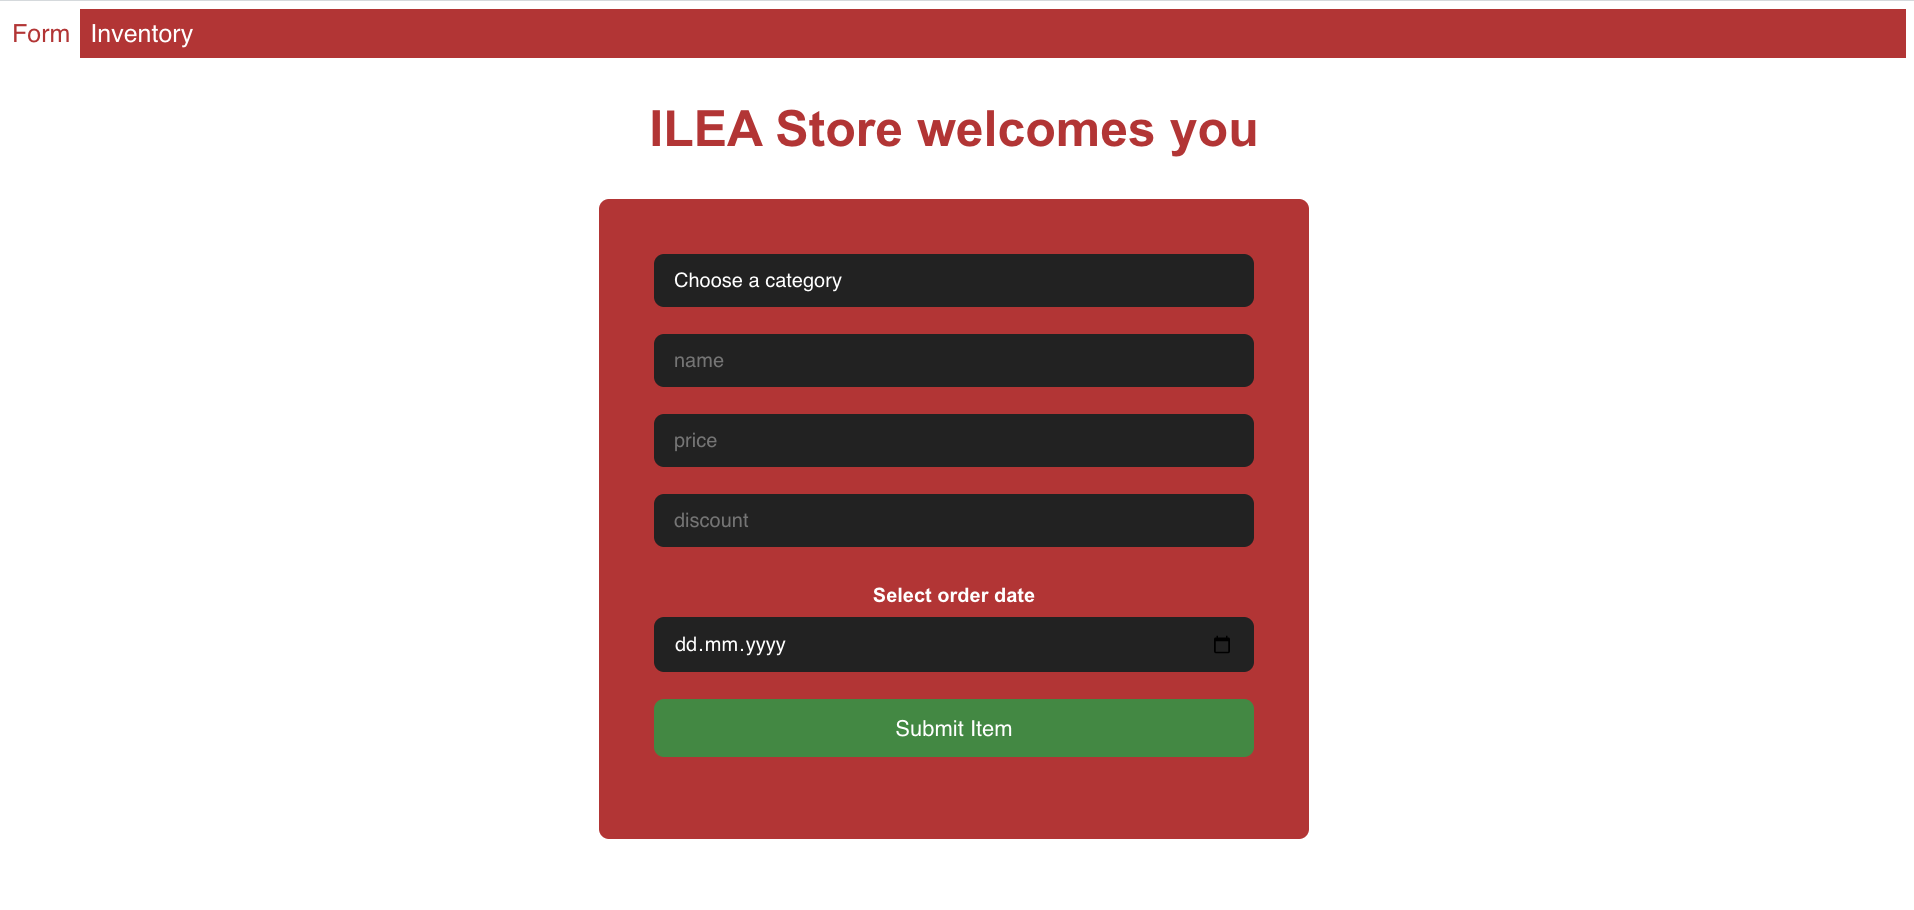 Form Inventory
ILEA Store welcomes you
Choose a category
name
price
discount
Select order date
dd.mm.yyyy
Submit Item